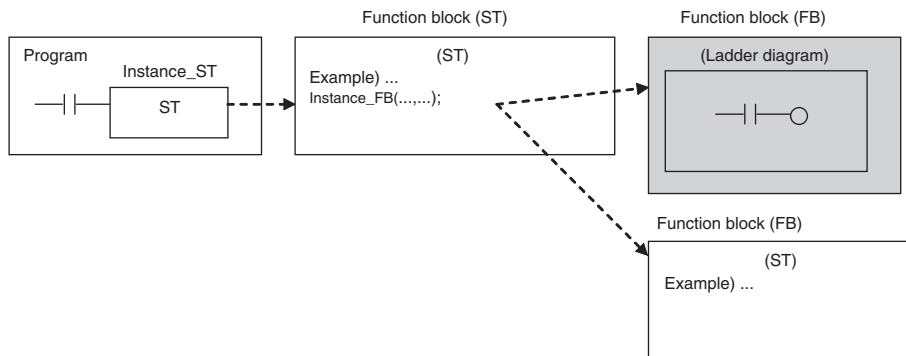 Program
Instance_ST
ST
Function block (ST)
(ST)
Example) ...
Instance_FB(...,...);
Function block (FB)
(Ladder diagram)
Function block (FB)
(ST)
Example) ...